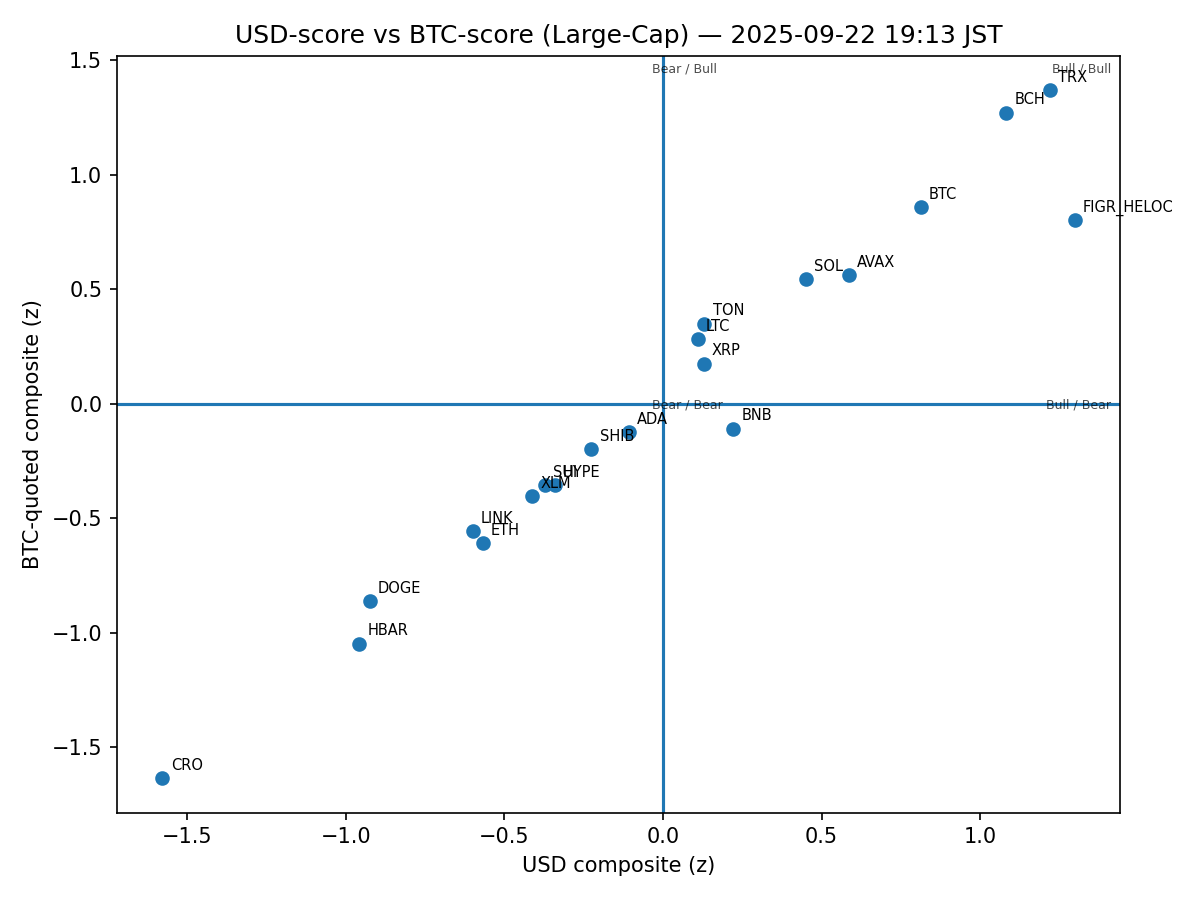 USD-score vs BTC-score (Large-Cap) — 2025-09-22 19:13 JST
Bear / Bull
Bull / Bull
TRX
BCH
BTC
FIGR_HELOC
SOL
AVAX
TON
LTC
XRP
Bear / Bear
Bull / Bear
BNB
ADA
SHIB
SUI
HYPE
XLM
LINK
ETH
DOGE
HBAR
CRO
1.5
1.0
0.5
0.0
−0.5
−1.0
−1.5
BTC-quoted composite (z)
−1.5
−1.0
−0.5
0.0
0.5
1.0
USD composite (z)